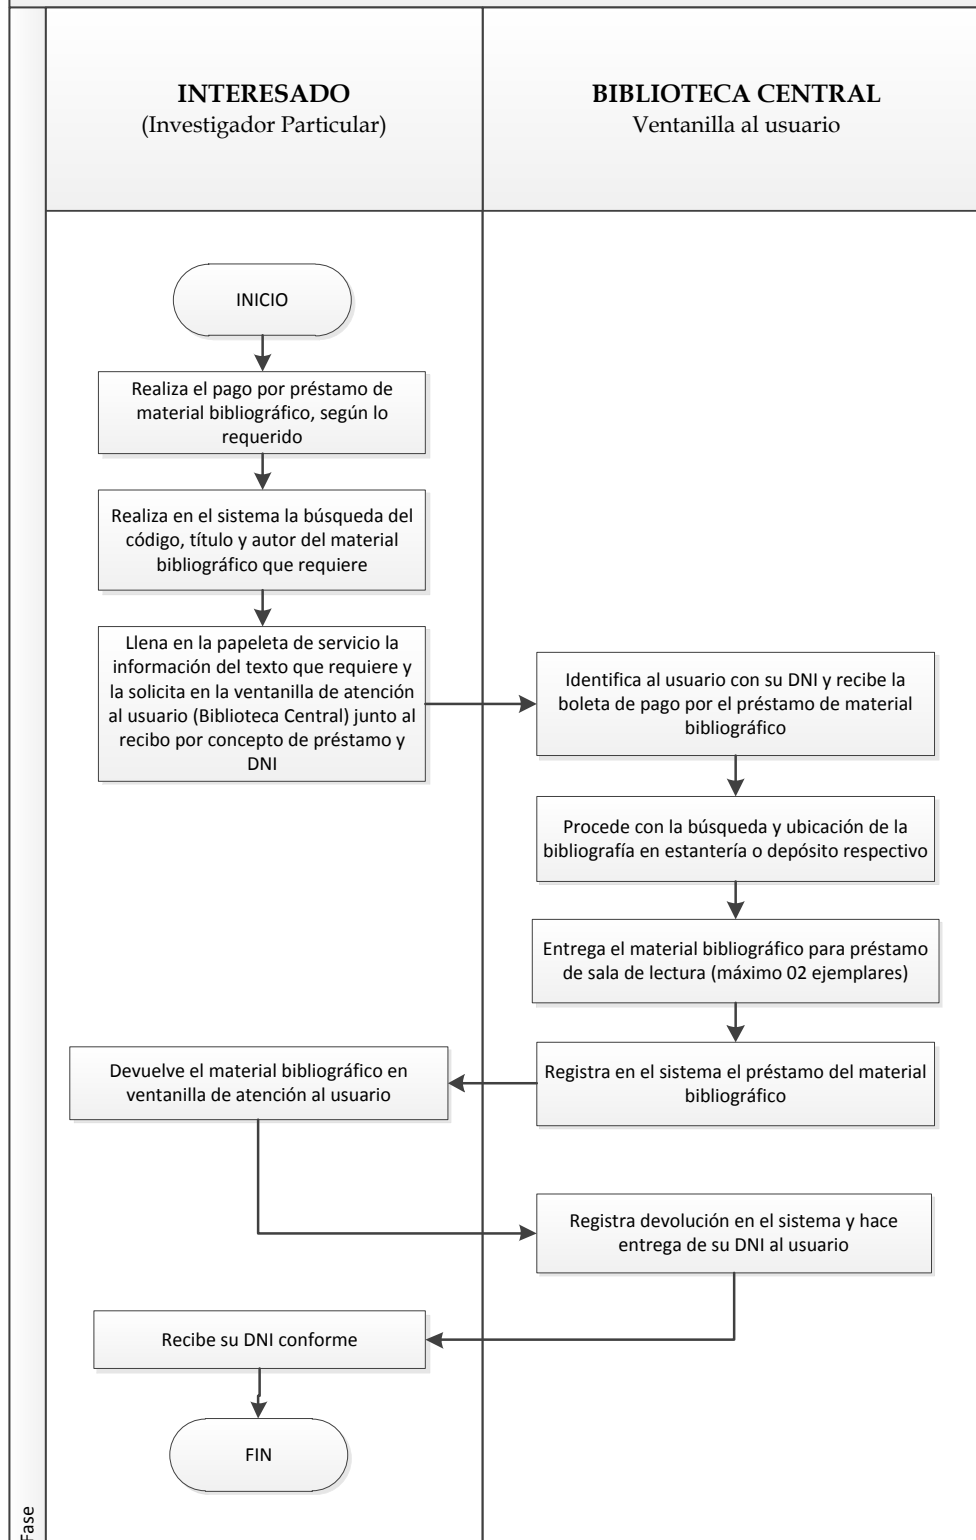 INTERESADO
(Investigador Particular)
BIBLIOTECA CENTRAL
Ventanilla al usuario
INICIO
Realiza el pago por préstamo de
material bibliográfico, según lo
requerido
Realiza en el sistema la búsqueda del
código, título y autor del material
bibliográfico que requiere
Llena en la papeleta de servicio la
información del texto que requiere y
la solicita en la ventanilla de atención
al usuario (Biblioteca Central) junto al
recibo por concepto de préstamo y
DNI
Identifica al usuario con su DNI y recibe la
boleta de pago por el préstamo de material
bibliográfico
Procede con la búsqueda y ubicación de la
bibliografía en estantería o depósito respectivo
Entrega el material bibliográfico para préstamo
de sala de lectura (máximo 02 ejemplares)
Registra en el sistema el préstamo del material
bibliográfico
Devuelve el material bibliográfico en
ventanilla de atención al usuario
Registra devolución en el sistema y hace
entrega de su DNI al usuario
Recibe su DNI conforme
FIN
Fase